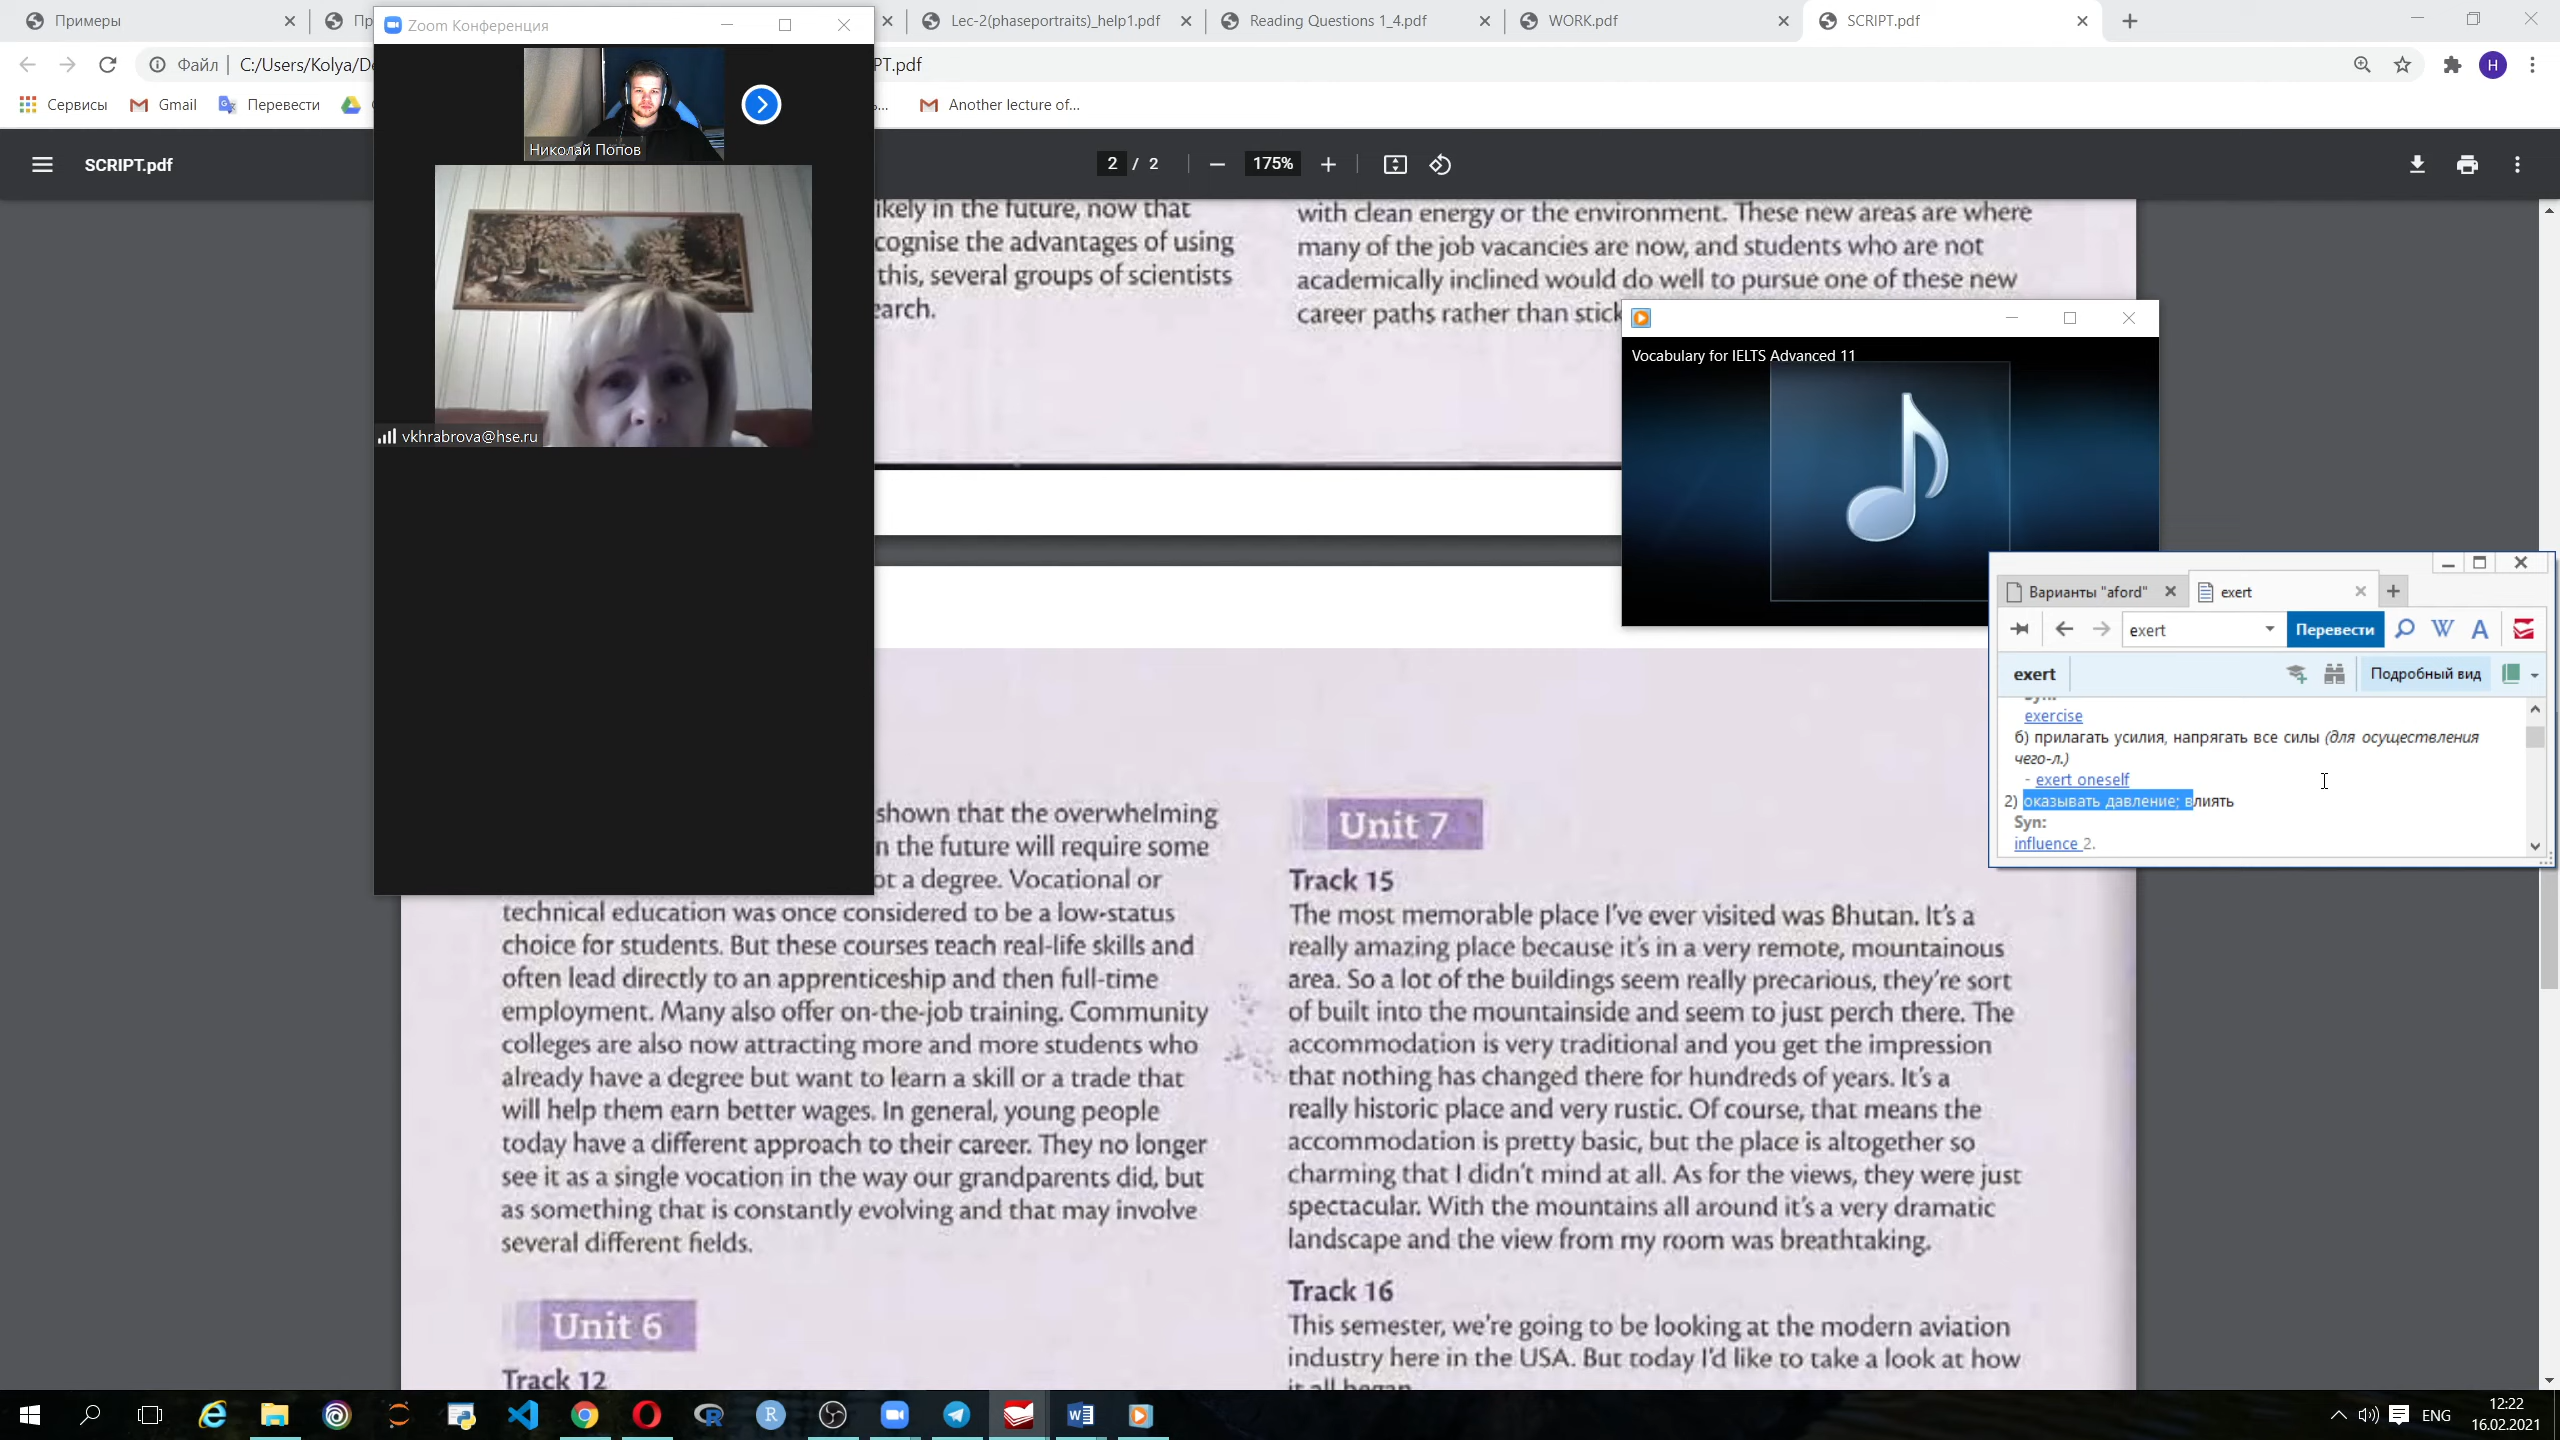 Примеры
Пр
Lec-2(phaseportraits)_help1.pdf
Reading Questions 1_4.pdf
WORK.pdf
SCRIPT.pdf
Файл
C:/Users/Kolya/De
PT.pdf
Н
Сервисы
Gmail
Перевести
ь...
Another lecture of...
SCRIPT.pdf
2 / 2
175%
Zoom Конференция
Николай Попов
vkhrabrova@hse.ru
ikely in the future, now that
cognise the advantages of using
this, several groups of scientists
earch.
with clean energy or the environment. These new areas are where
many of the job vacancies are now, and students who are not
academically inclined would do well to pursue one of these new
career paths rather than stick
Vocabulary for IELTS Advanced 11
Варианты "aford"
exert
exert
Перевести
exert
Подробный вид
Syn:
exercise
б) прилагать усилия, напрягать все силы (для осуществления
чего-л.)
- exert oneself
2) оказывать давление; влиять
Syn:
influence 2.
shown that the overwhelming
n the future will require some
ot a degree. Vocational or
technical education was once considered to be a low-status
choice for students. But these courses teach real-life skills and
often lead directly to an apprenticeship and then full-time
employment. Many also offer on-the-job training. Community
colleges are also now attracting more and more students who
already have a degree but want to learn a skill or a trade that
will help them earn better wages. In general, young people
today have a different approach to their career. They no longer
see it as a single vocation in the way our grandparents did, but
as something that is constantly evolving and that may involve
several different fields.
Unit 6
Track 12
Unit 7
Track 15
The most memorable place I've ever visited was Bhutan. It's a
really amazing place because it's in a very remote, mountainous
area. So a lot of the buildings seem really precarious, they're sort
of built into the mountainside and seem to just perch there. The
accommodation is very traditional and you get the impression
that nothing has changed there for hundreds of years. It's a
really historic place and very rustic. Of course, that means the
accommodation is pretty basic, but the place is altogether so
charming that I didn't mind at all. As for the views, they were just
spectacular. With the mountains all around it's a very dramatic
landscape and the view from my room was breathtaking.
Track 16
This semester, we're going to be looking at the modern aviation
industry here in the USA. But today I'd like to take a look at how
it all began
ENG
12:22
16.02.2021